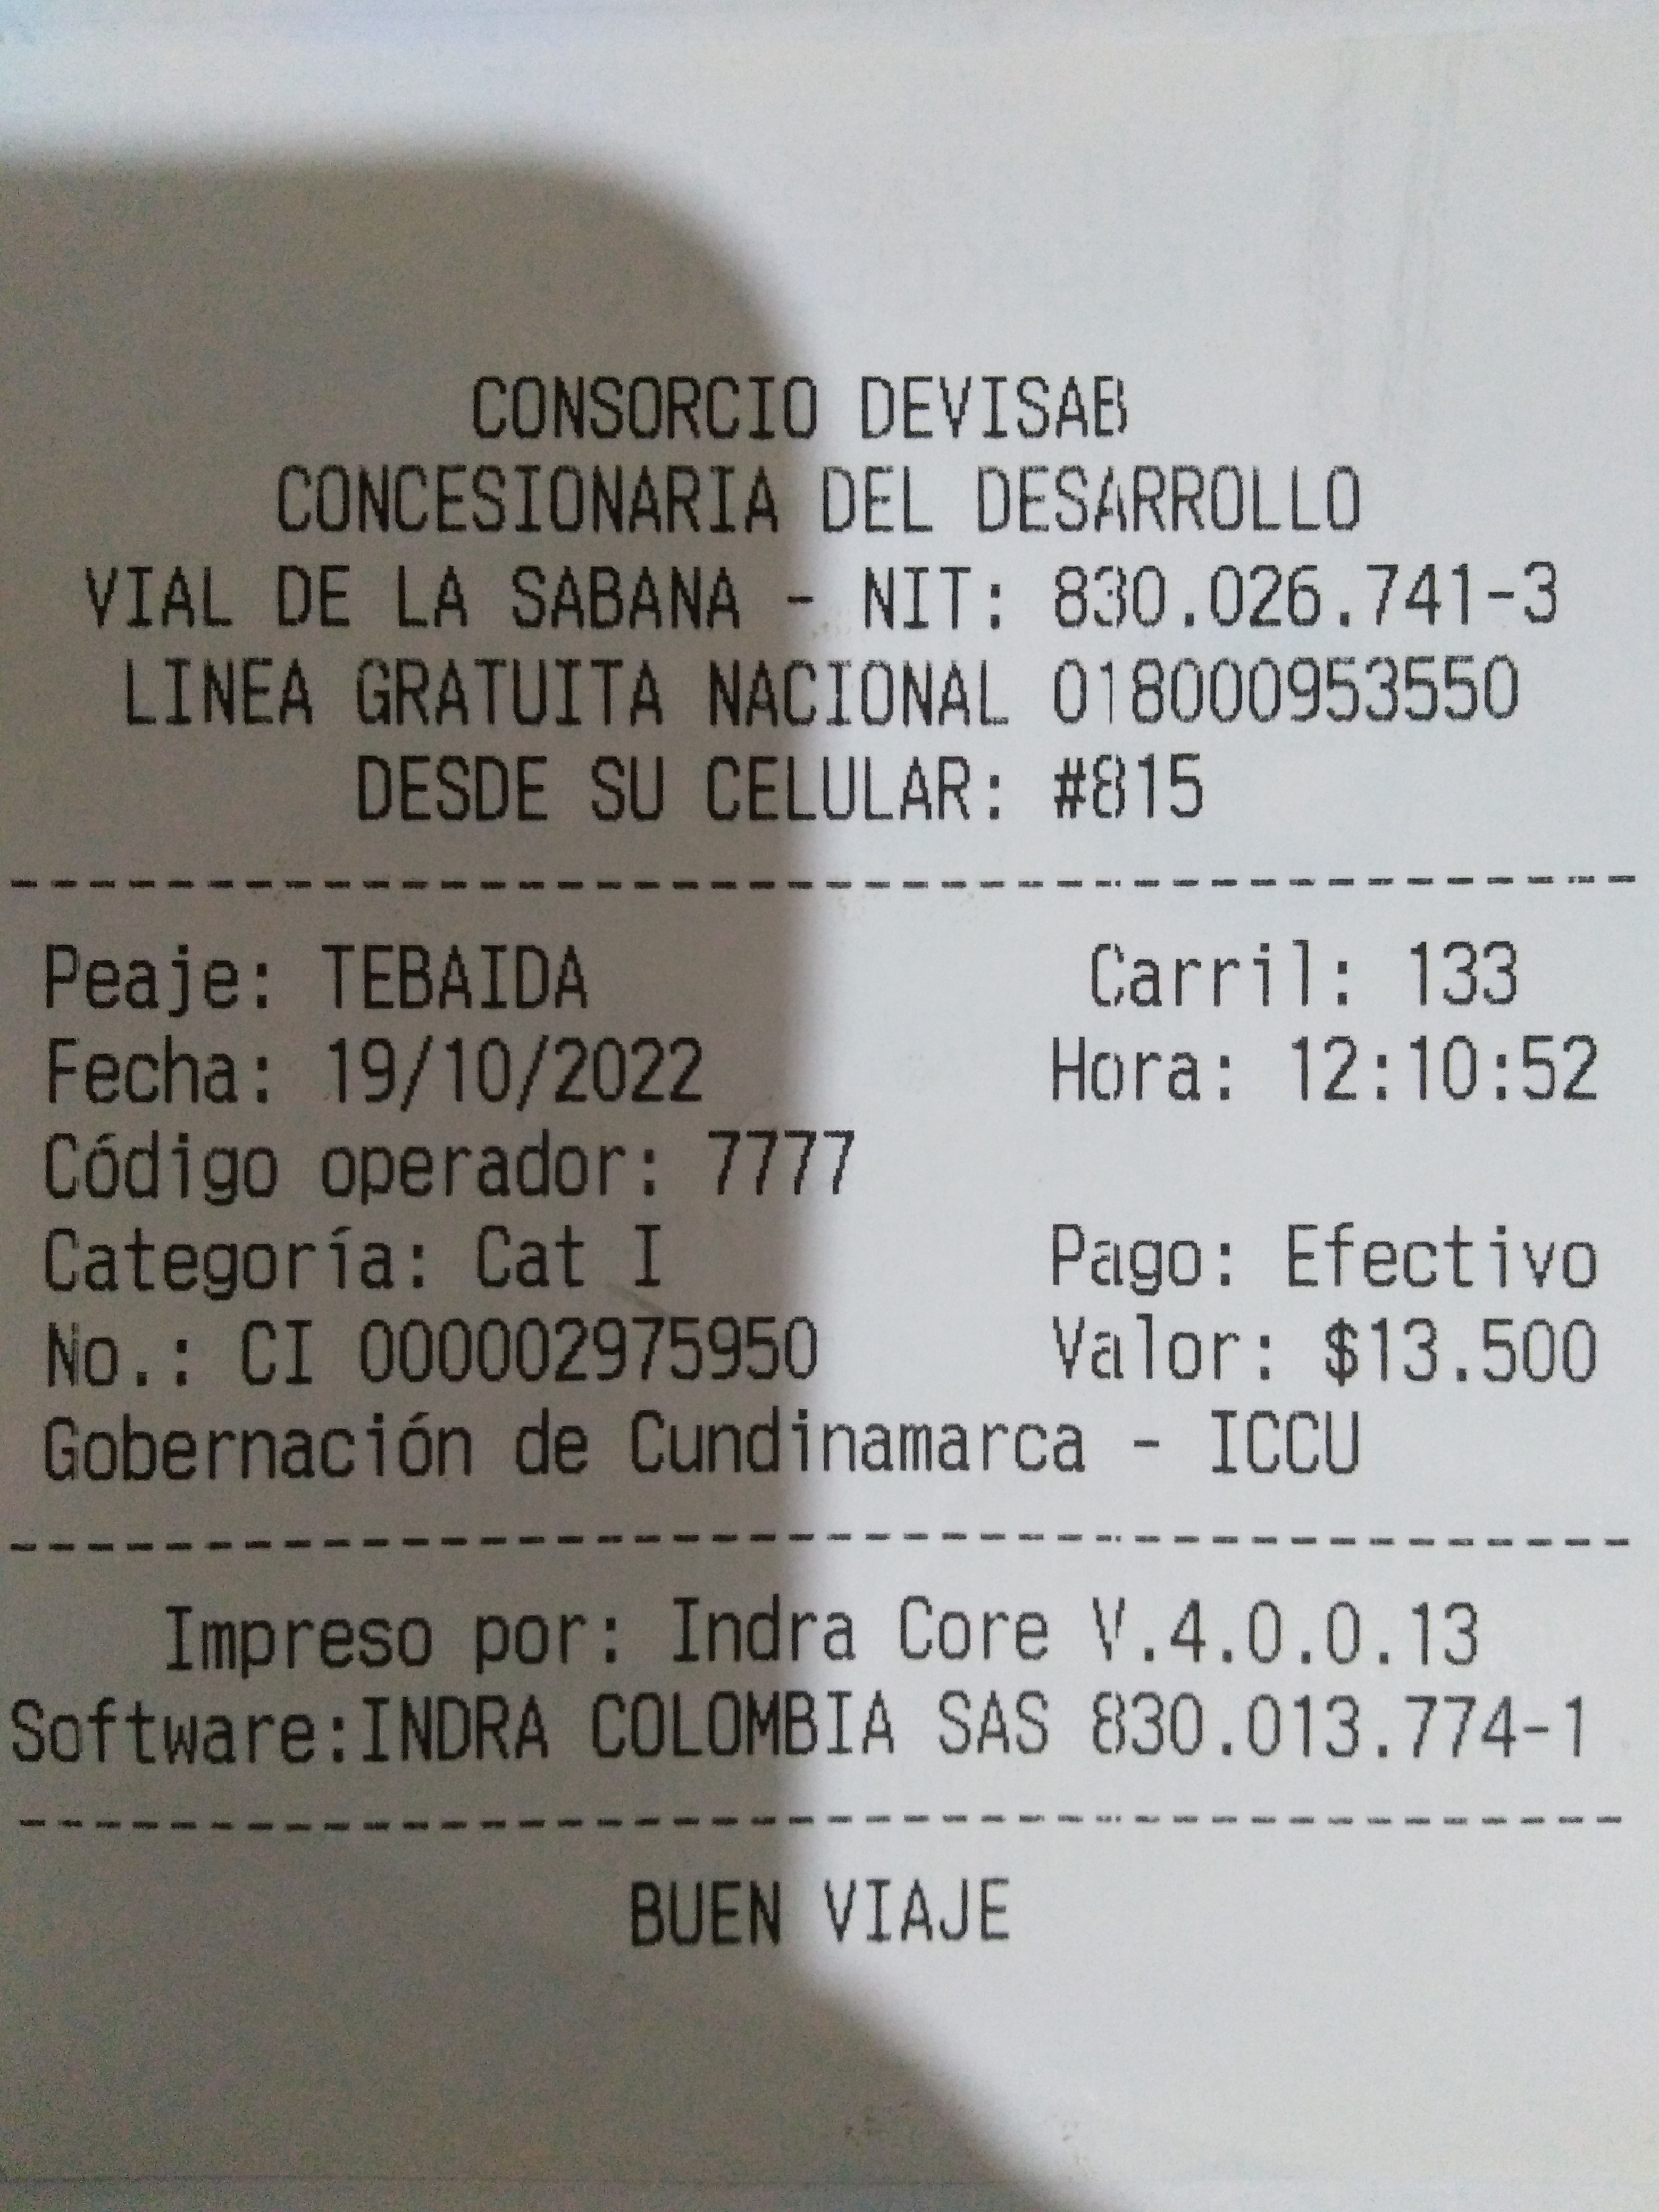 CONSORCIO DEVISAB
CONCESIONARIA DEL DESARROLLO
VIAL DE LA SABANA - NIT: 830.026.741-3
LINEA GRATUITA NACIONAL 018000953550
DESDE SU CELULAR: #815
Peaje: TEBAIDA Carril: 133
Fecha: 19/10/2022 Hora: 12:10:52
Código operador: 7777
Categoría: Cat I Pago: Efectivo
No.: CI 000002975950 Valor: $13.500
Gobernación de Cundinamarca - ICCU
Impreso por: Indra Core V.4.0.0.13
Software:INDRA COLOMBIA SAS 830.013.774-1
BUEN VIAJE